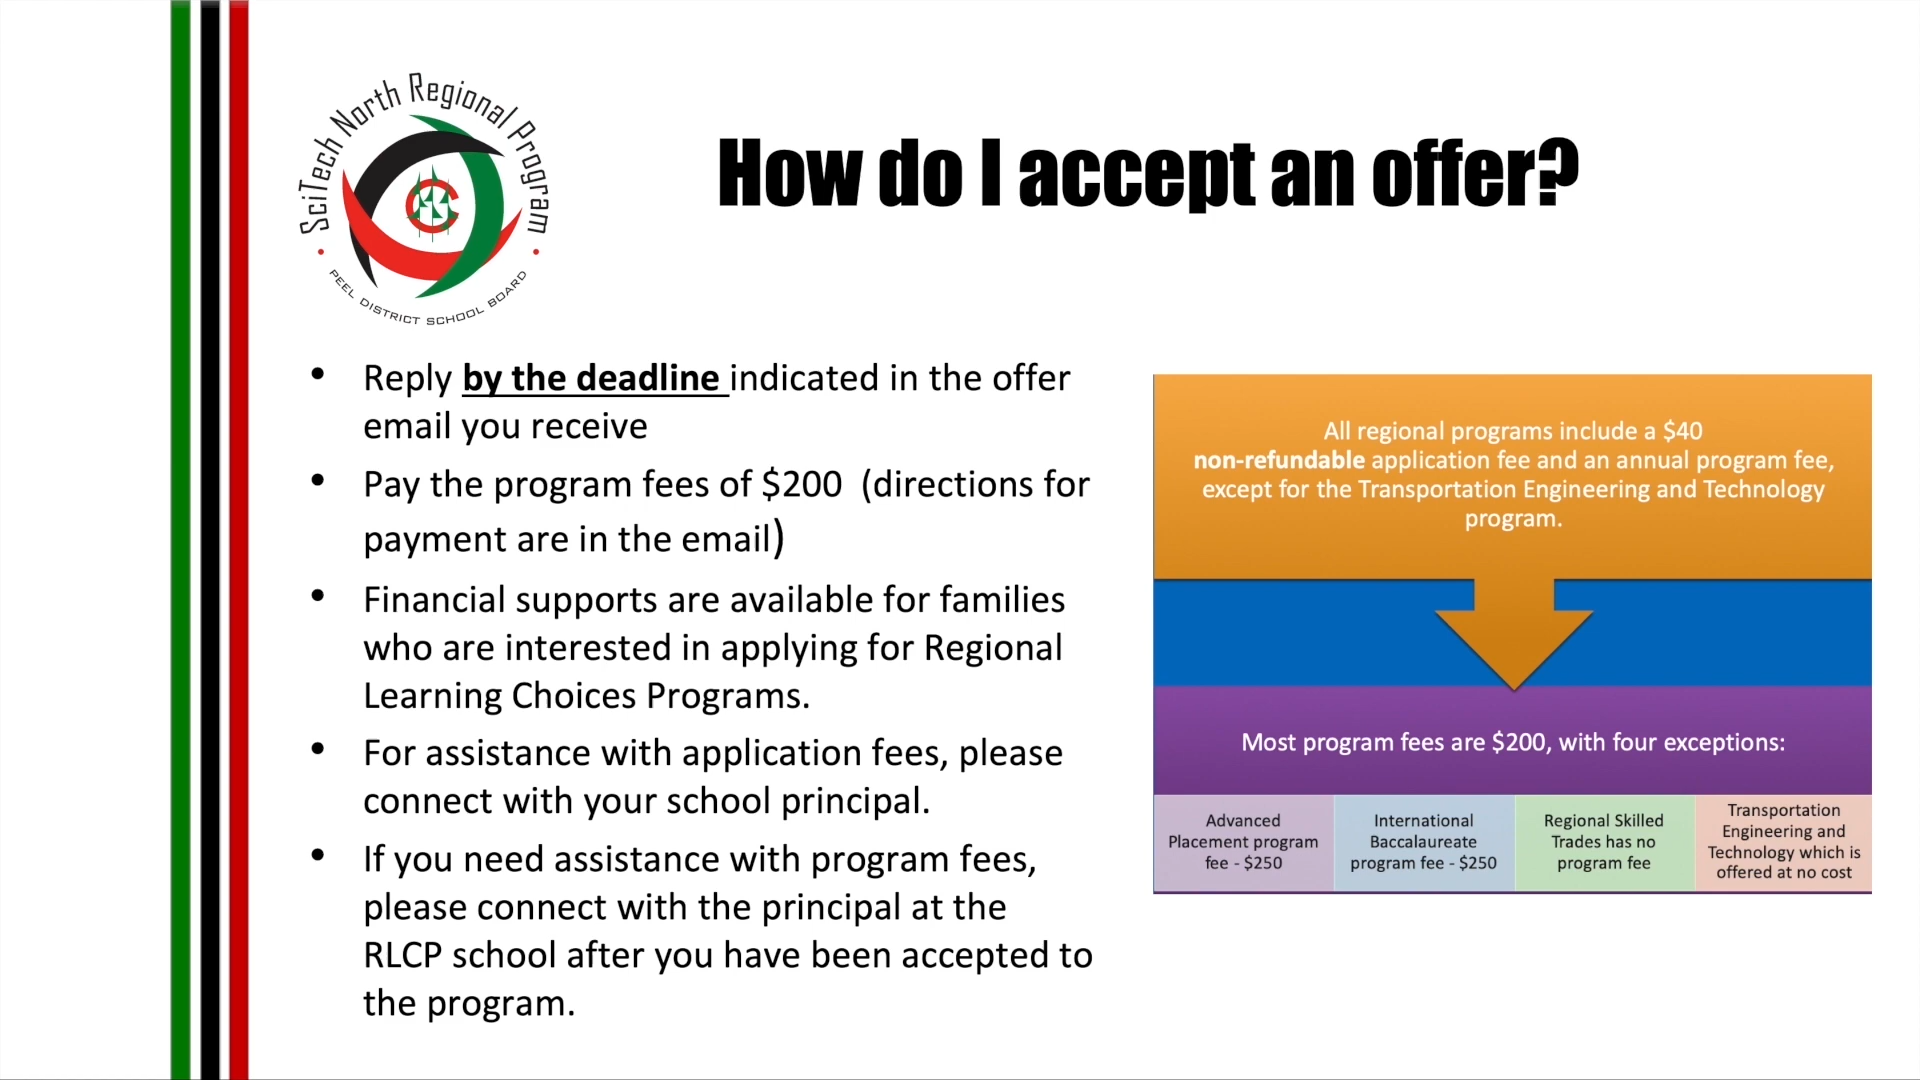 SciTech North Regional Program
PEEL DISTRICT SCHOOL BOARD
How do I accept an offer?
• Reply by the deadline indicated in the offer
email you receive
• Pay the program fees of $200  (directions for
payment are in the email)
• Financial supports are available for families
who are interested in applying for Regional
Learning Choices Programs.
• For assistance with application fees, please
connect with your school principal.
• If you need assistance with program fees,
please connect with the principal at the
RLCP school after you have been accepted to
the program.
All regional programs include a $40
non-refundable application fee and an annual program fee,
except for the Transportation Engineering and Technology
program.
Most program fees are $200, with four exceptions:
Advanced
Placement program
fee - $250
International
Baccalaureate
program fee - $250
Regional Skilled
Trades has no
program fee
Transportation
Engineering and
Technology which is
offered at no cost